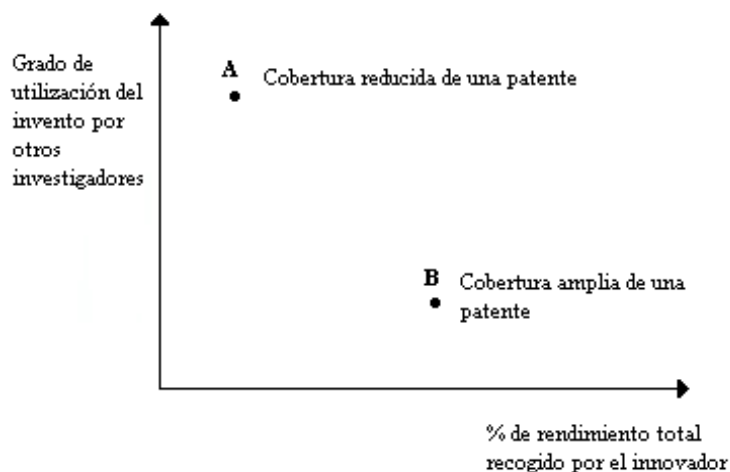 Grado de
utilización del
invento por
otros
investigadores
A
Cobertura reducida de una patente
B
Cobertura amplia de una
patente
% de rendimiento total
recogido por el innovador